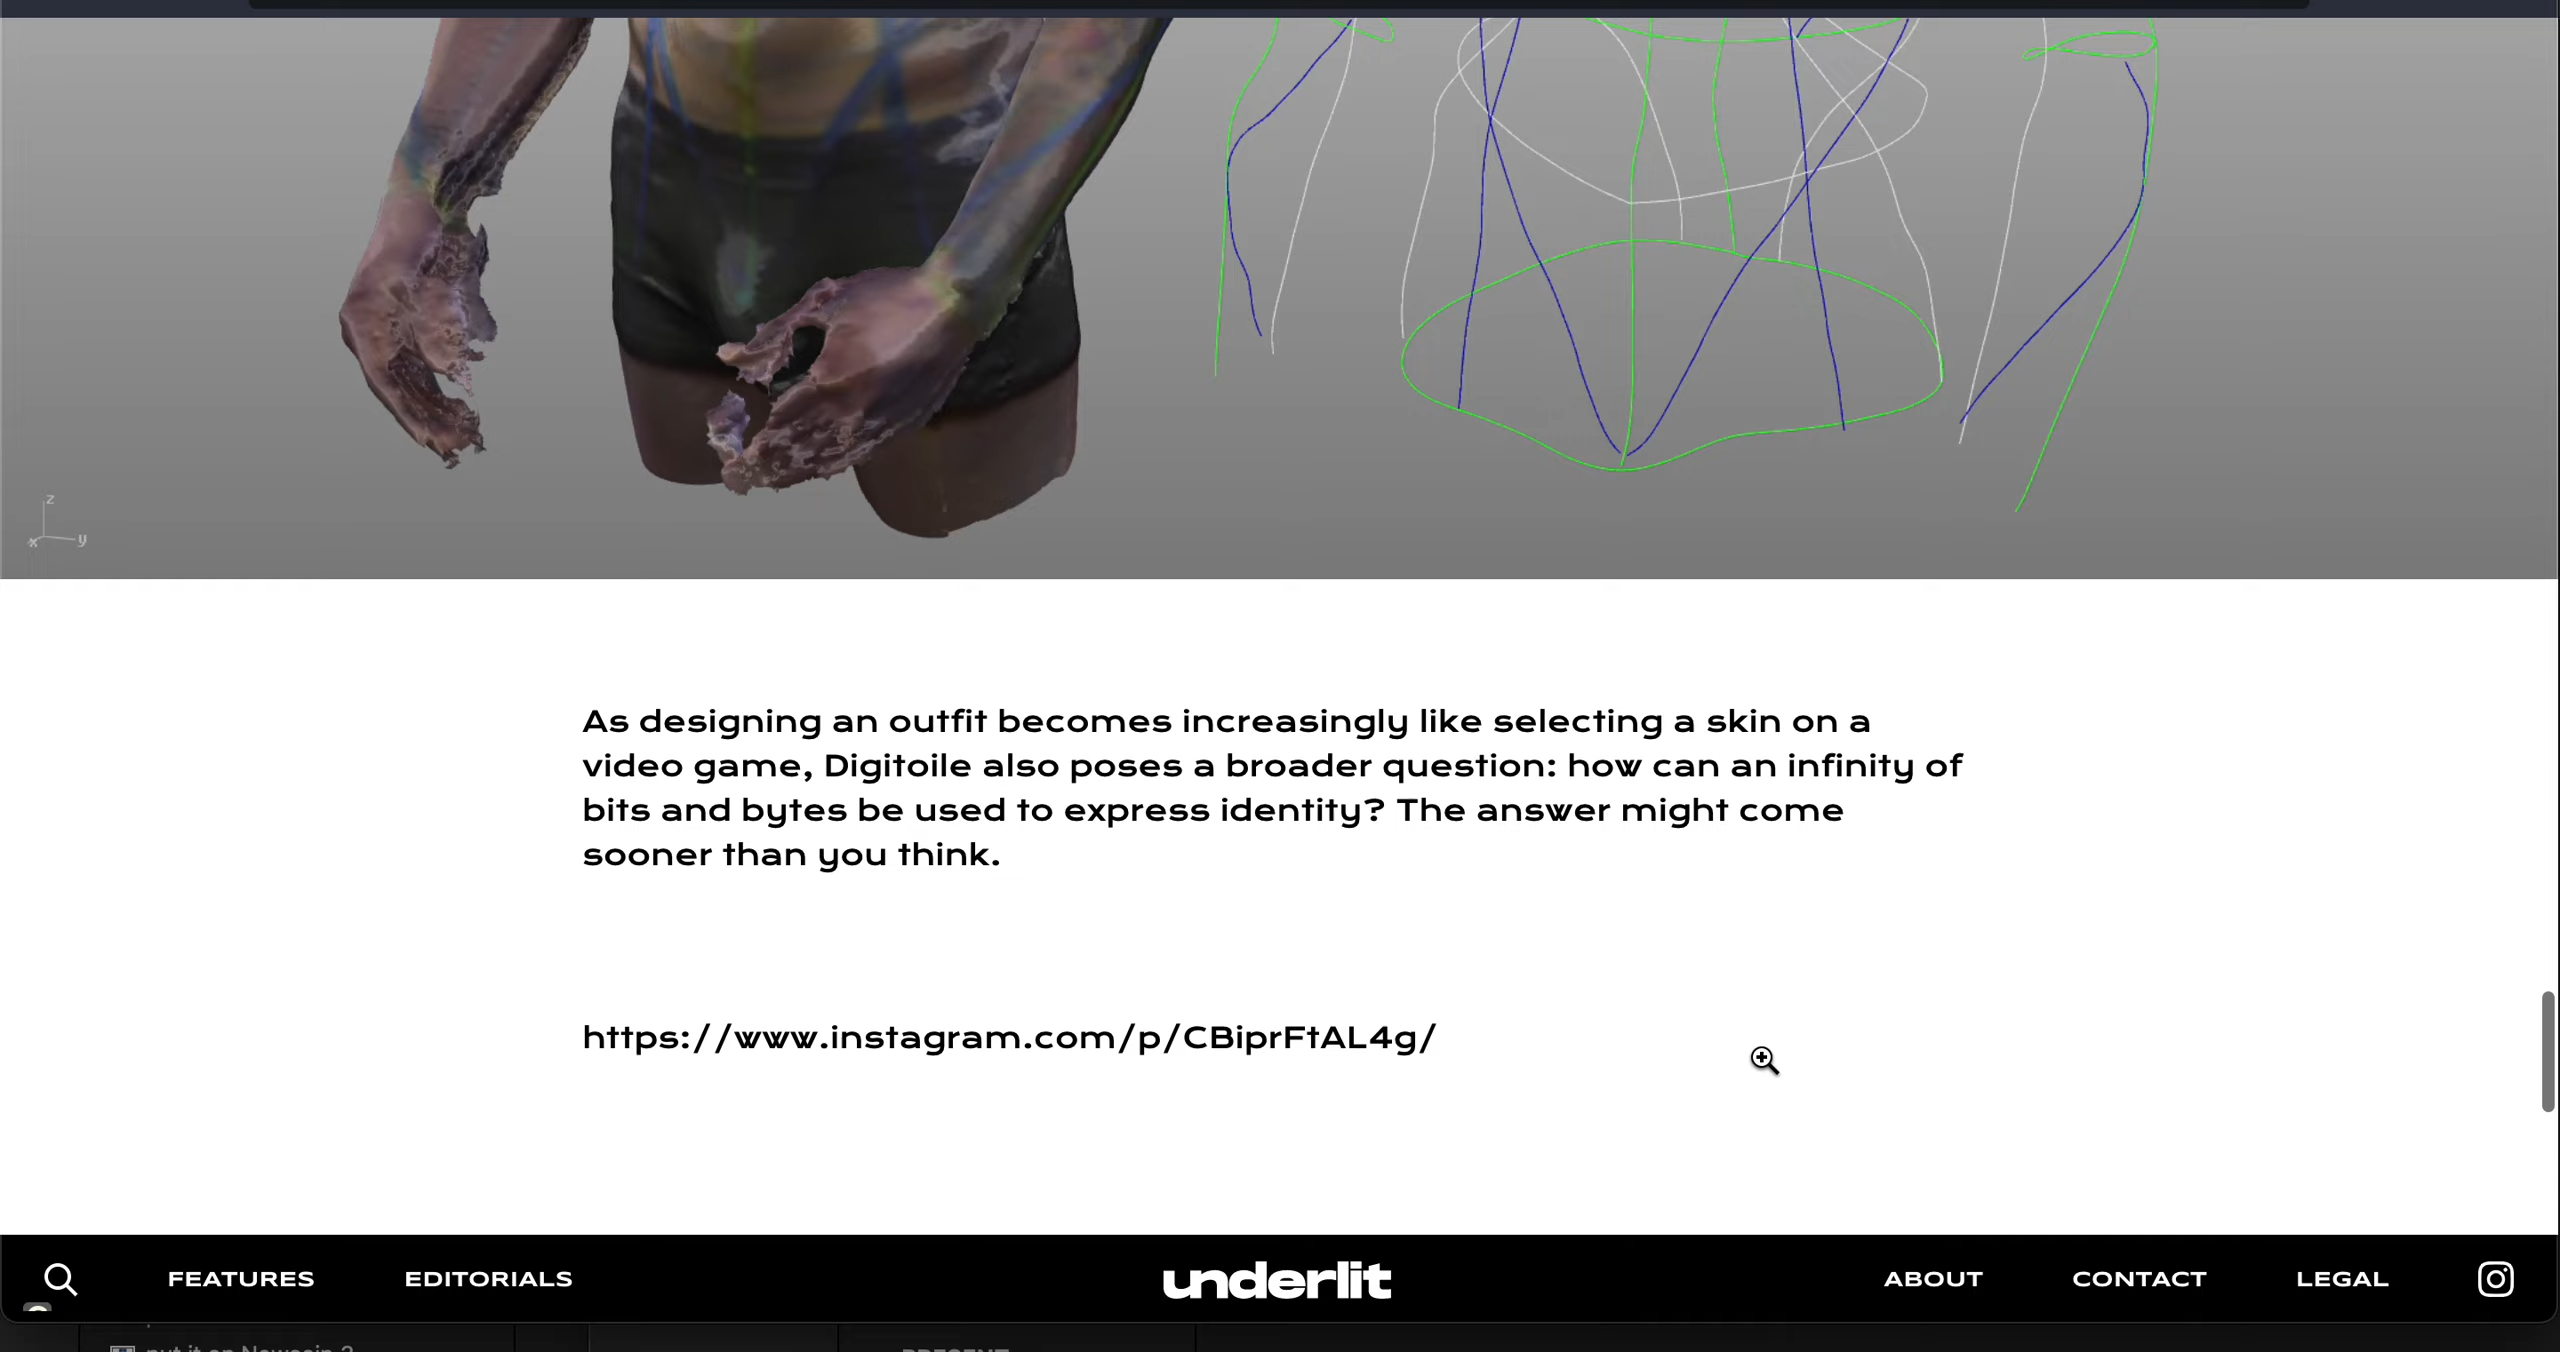 z
x
y
As designing an outfit becomes increasingly like selecting a skin on a
video game, Digitoile also poses a broader question: how can an infinity of
bits and bytes be used to express identity? The answer might come
sooner than you think.
https://www.instagram.com/p/CBiprFtAL4g/
FEATURES EDITORIALS underlit ABOUT CONTACT LEGAL